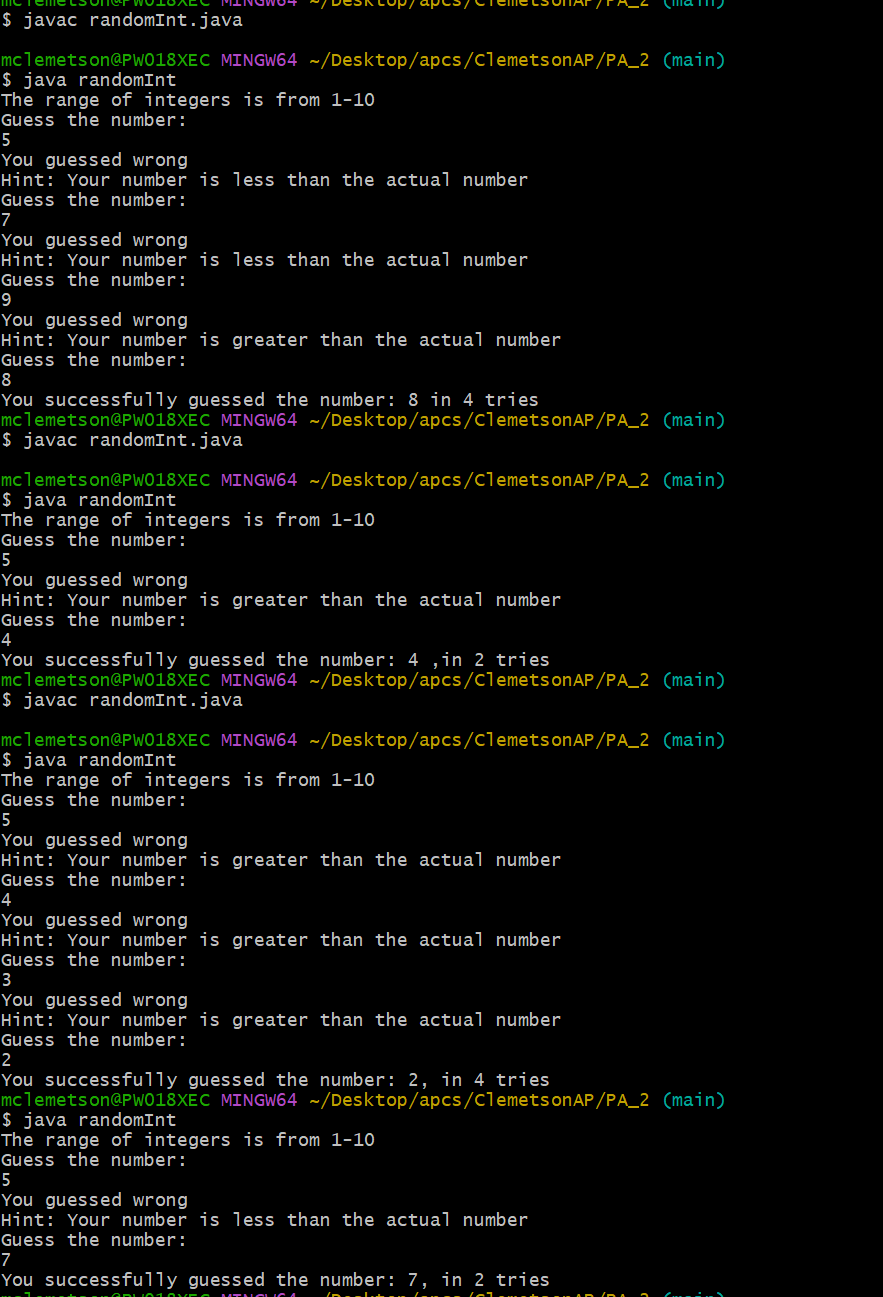 mclemetson@PW018XEC MINGW64 ~/Desktop/apcs/ClemetsonAP/PA_2 (main)
$ javac randomInt.java
mclemetson@PW018XEC MINGW64 ~/Desktop/apcs/ClemetsonAP/PA_2 (main)
$ java randomInt
The range of integers is from 1-10
Guess the number:
5
You guessed wrong
Hint: Your number is less than the actual number
Guess the number:
7
You guessed wrong
Hint: Your number is less than the actual number
Guess the number:
9
You guessed wrong
Hint: Your number is greater than the actual number
Guess the number:
8
You successfully guessed the number: 8 in 4 tries
mclemetson@PW018XEC MINGW64 ~/Desktop/apcs/ClemetsonAP/PA_2 (main)
$ javac randomInt.java
mclemetson@PW018XEC MINGW64 ~/Desktop/apcs/ClemetsonAP/PA_2 (main)
$ java randomInt
The range of integers is from 1-10
Guess the number:
5
You guessed wrong
Hint: Your number is greater than the actual number
Guess the number:
4
You successfully guessed the number: 4 ,in 2 tries
mclemetson@PW018XEC MINGW64 ~/Desktop/apcs/ClemetsonAP/PA_2 (main)
$ javac randomInt.java
mclemetson@PW018XEC MINGW64 ~/Desktop/apcs/ClemetsonAP/PA_2 (main)
$ java randomInt
The range of integers is from 1-10
Guess the number:
5
You guessed wrong
Hint: Your number is greater than the actual number
Guess the number:
4
You guessed wrong
Hint: Your number is greater than the actual number
Guess the number:
3
You guessed wrong
Hint: Your number is greater than the actual number
Guess the number:
2
You successfully guessed the number: 2, in 4 tries
mclemetson@PW018XEC MINGW64 ~/Desktop/apcs/ClemetsonAP/PA_2 (main)
$ java randomInt
The range of integers is from 1-10
Guess the number:
5
You guessed wrong
Hint: Your number is less than the actual number
Guess the number:
7
You successfully guessed the number: 7, in 2 tries